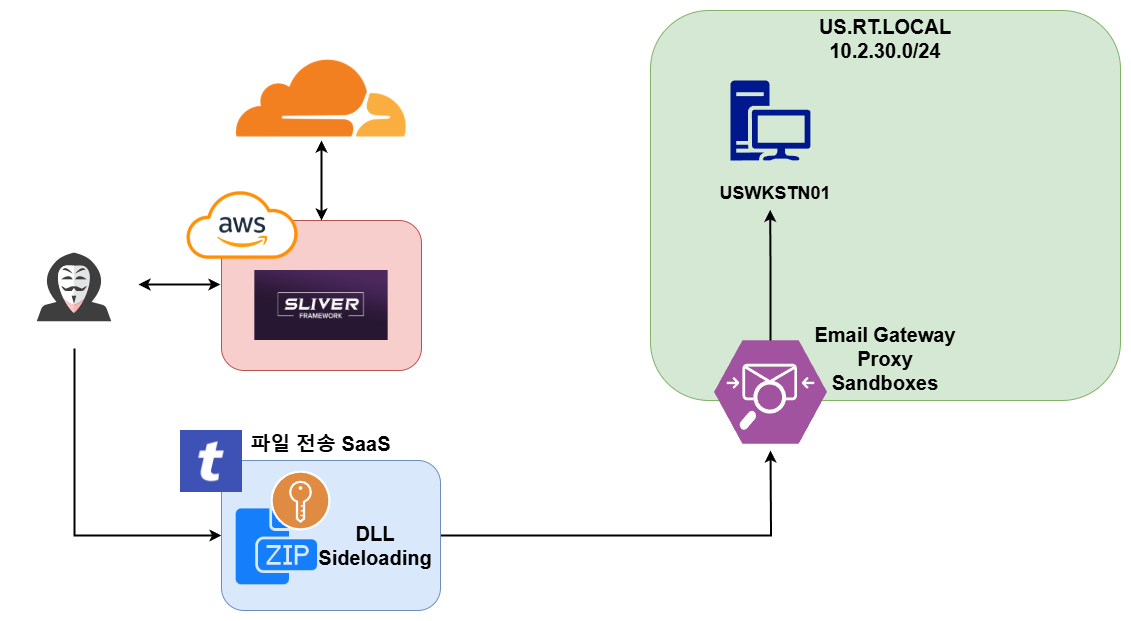 US.RT.LOCAL
10.2.30.0/24
USWKSTN01
aws
SLIVER
FRAMEWORK
Email Gateway
Proxy
Sandboxes
t
파일 전송 SaaS
ZIP
DLL
Sideloading